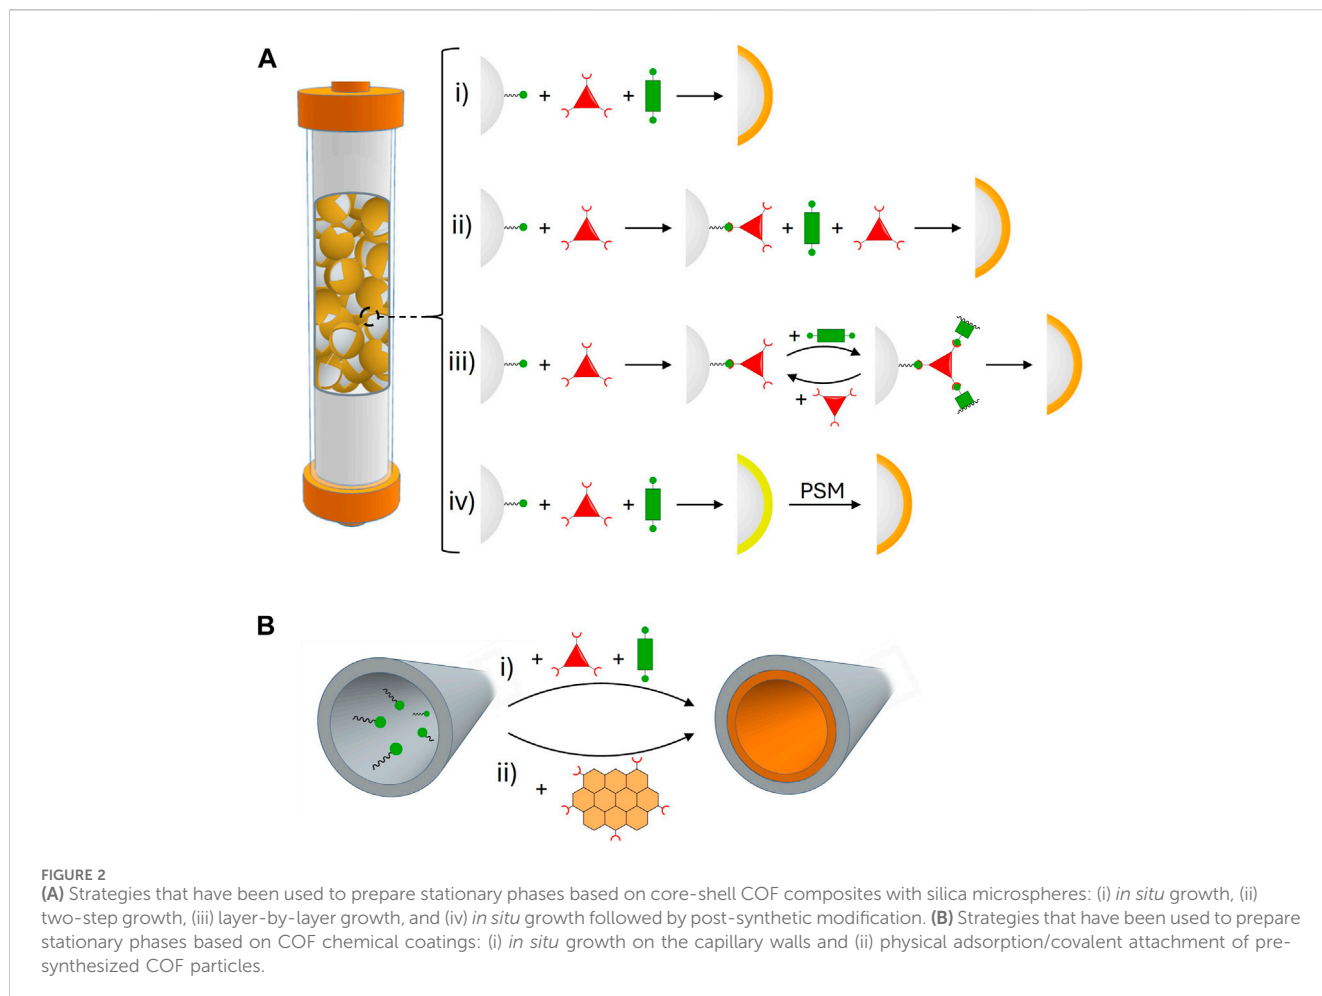 A
i)
+
+
ii)
+
+
+
iii)
+
+
+
iv)
+
+
PSM
B
i)
+
+
ii)
+
FIGURE 2
(A) Strategies that have been used to prepare stationary phases based on core-shell COF composites with silica microspheres: (i) in situ growth, (ii)
two-step growth, (iii) layer-by-layer growth, and (iv) in situ growth followed by post-synthetic modification. (B) Strategies that have been used to prepare
stationary phases based on COF chemical coatings: (i) in situ growth on the capillary walls and (ii) physical adsorption/covalent attachment of pre-
synthesized COF particles.